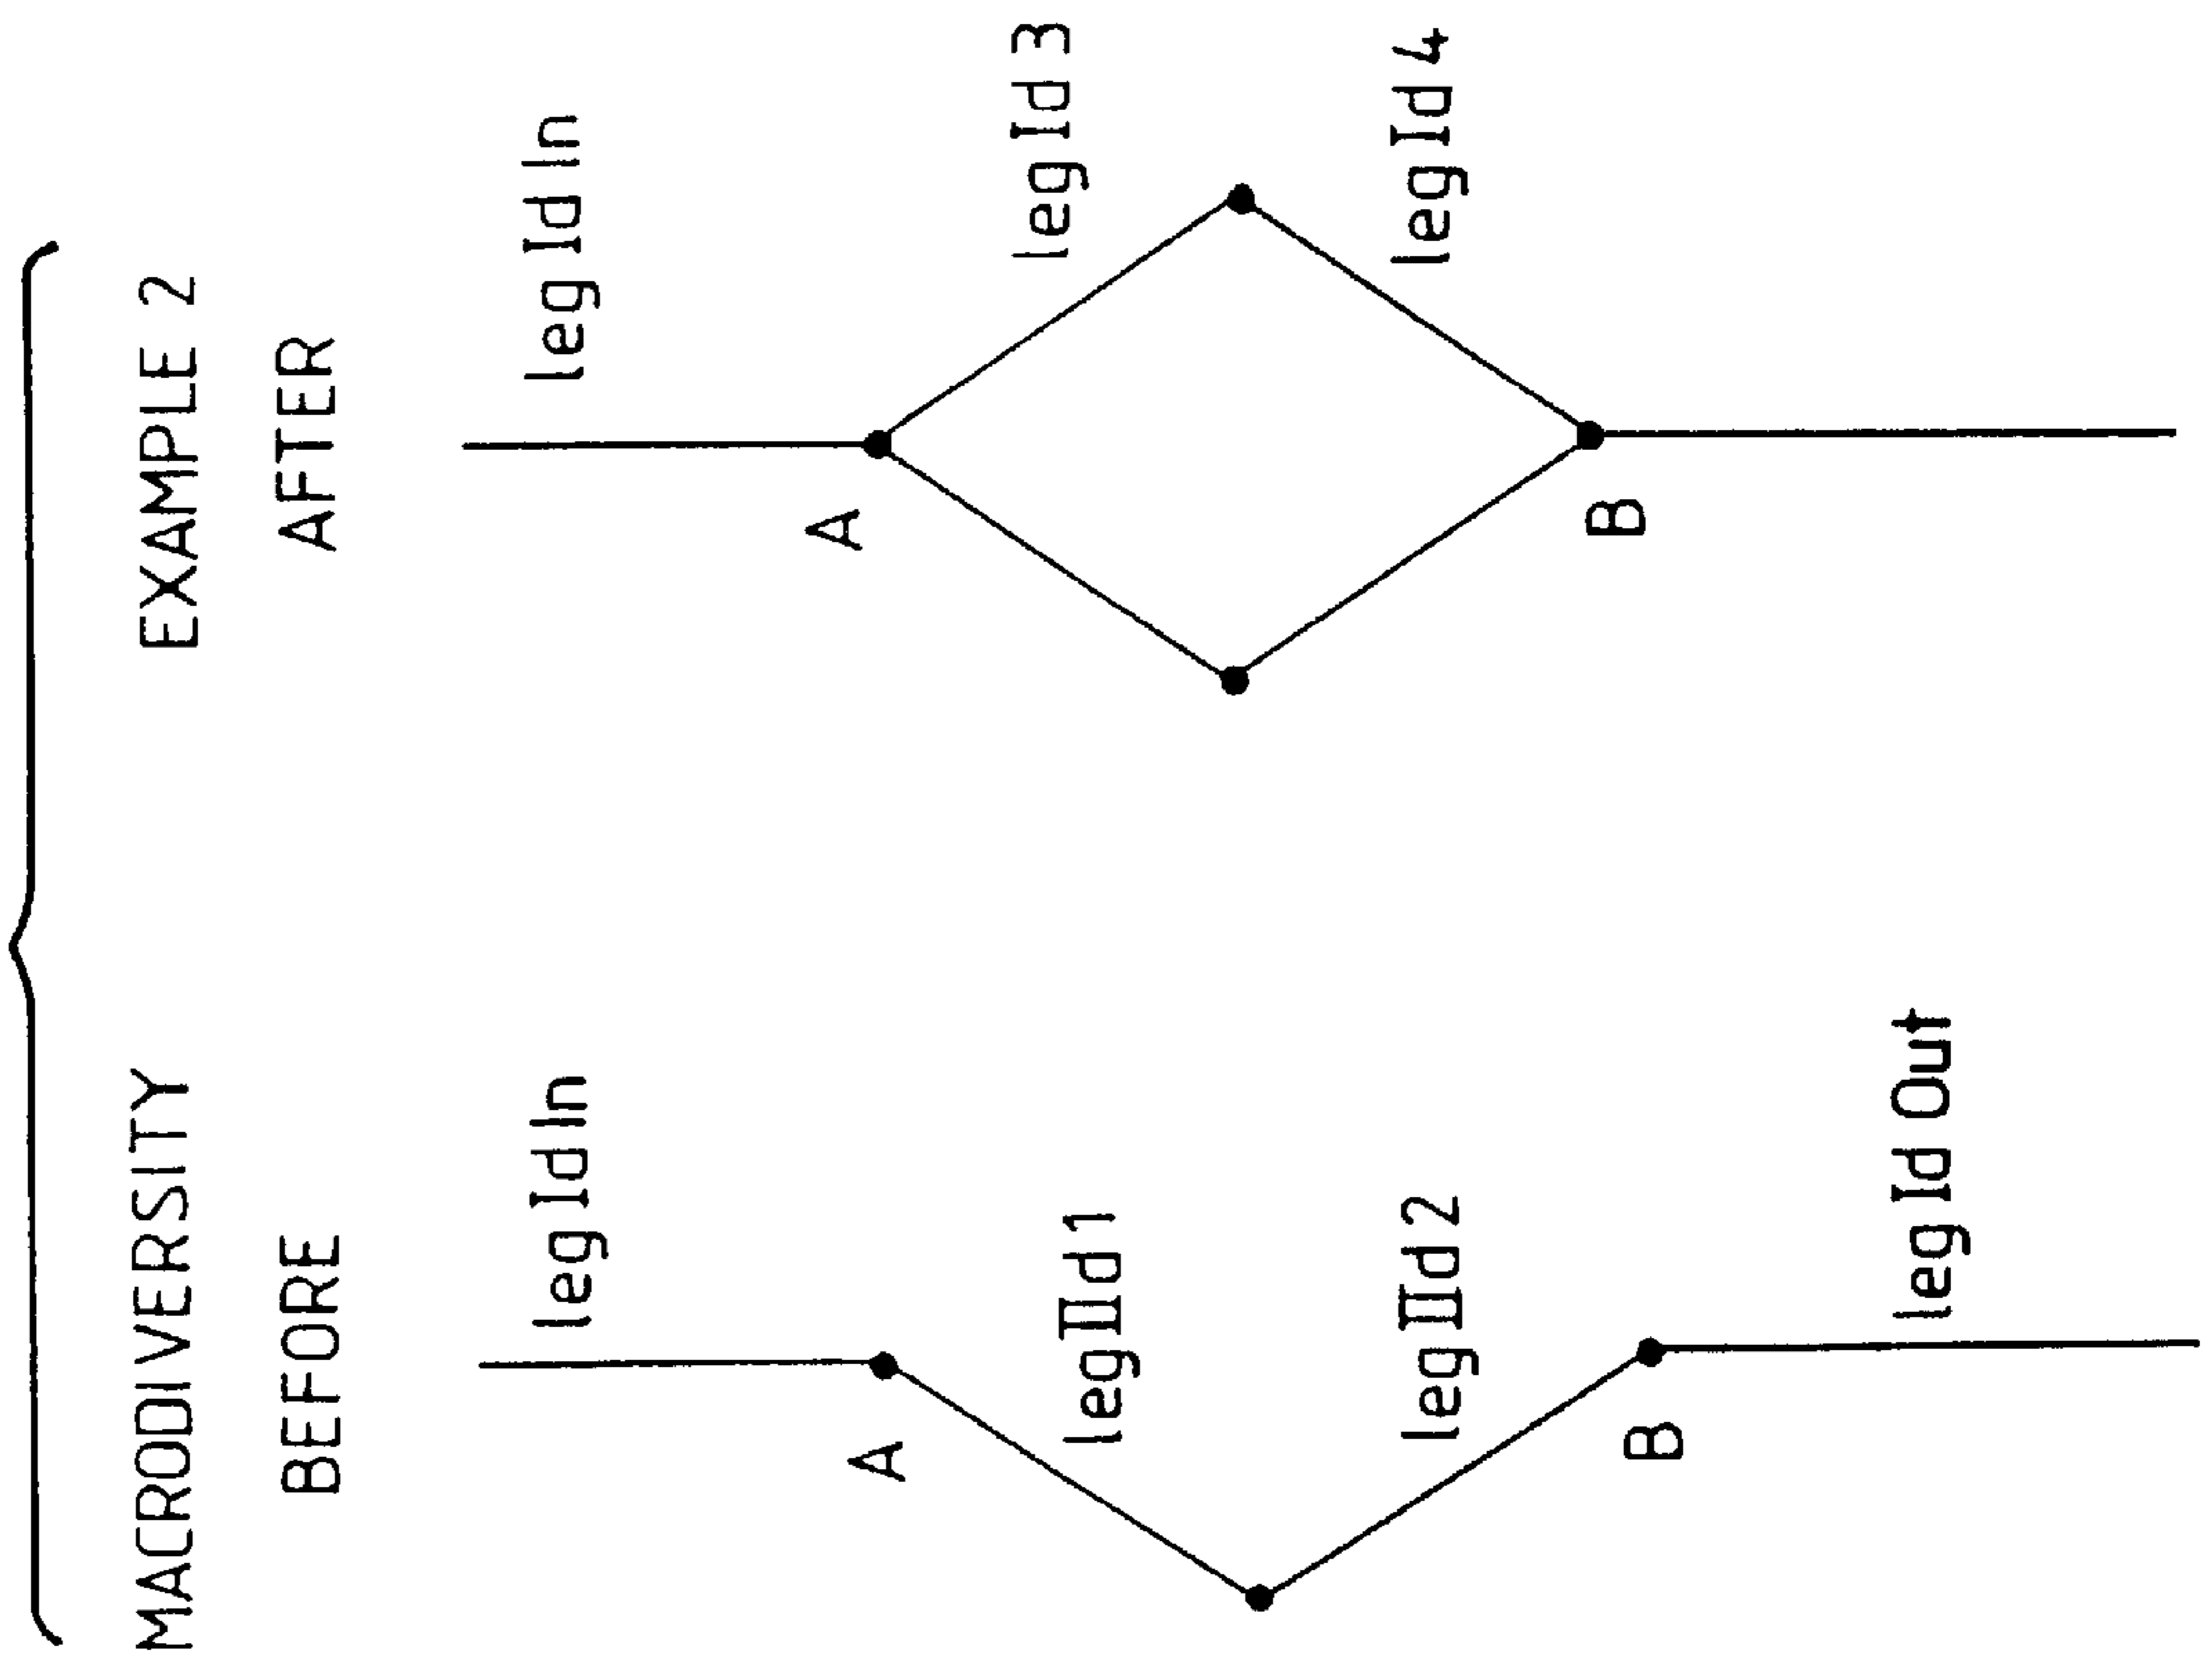 MACRODIVERSITY EXAMPLE 2
BEFORE AFTER
leg Id In
leg Id In
A
A
leg IIId 1
leg Id 3
leg IIId 2
leg Id 4
B
B
leg Id Out